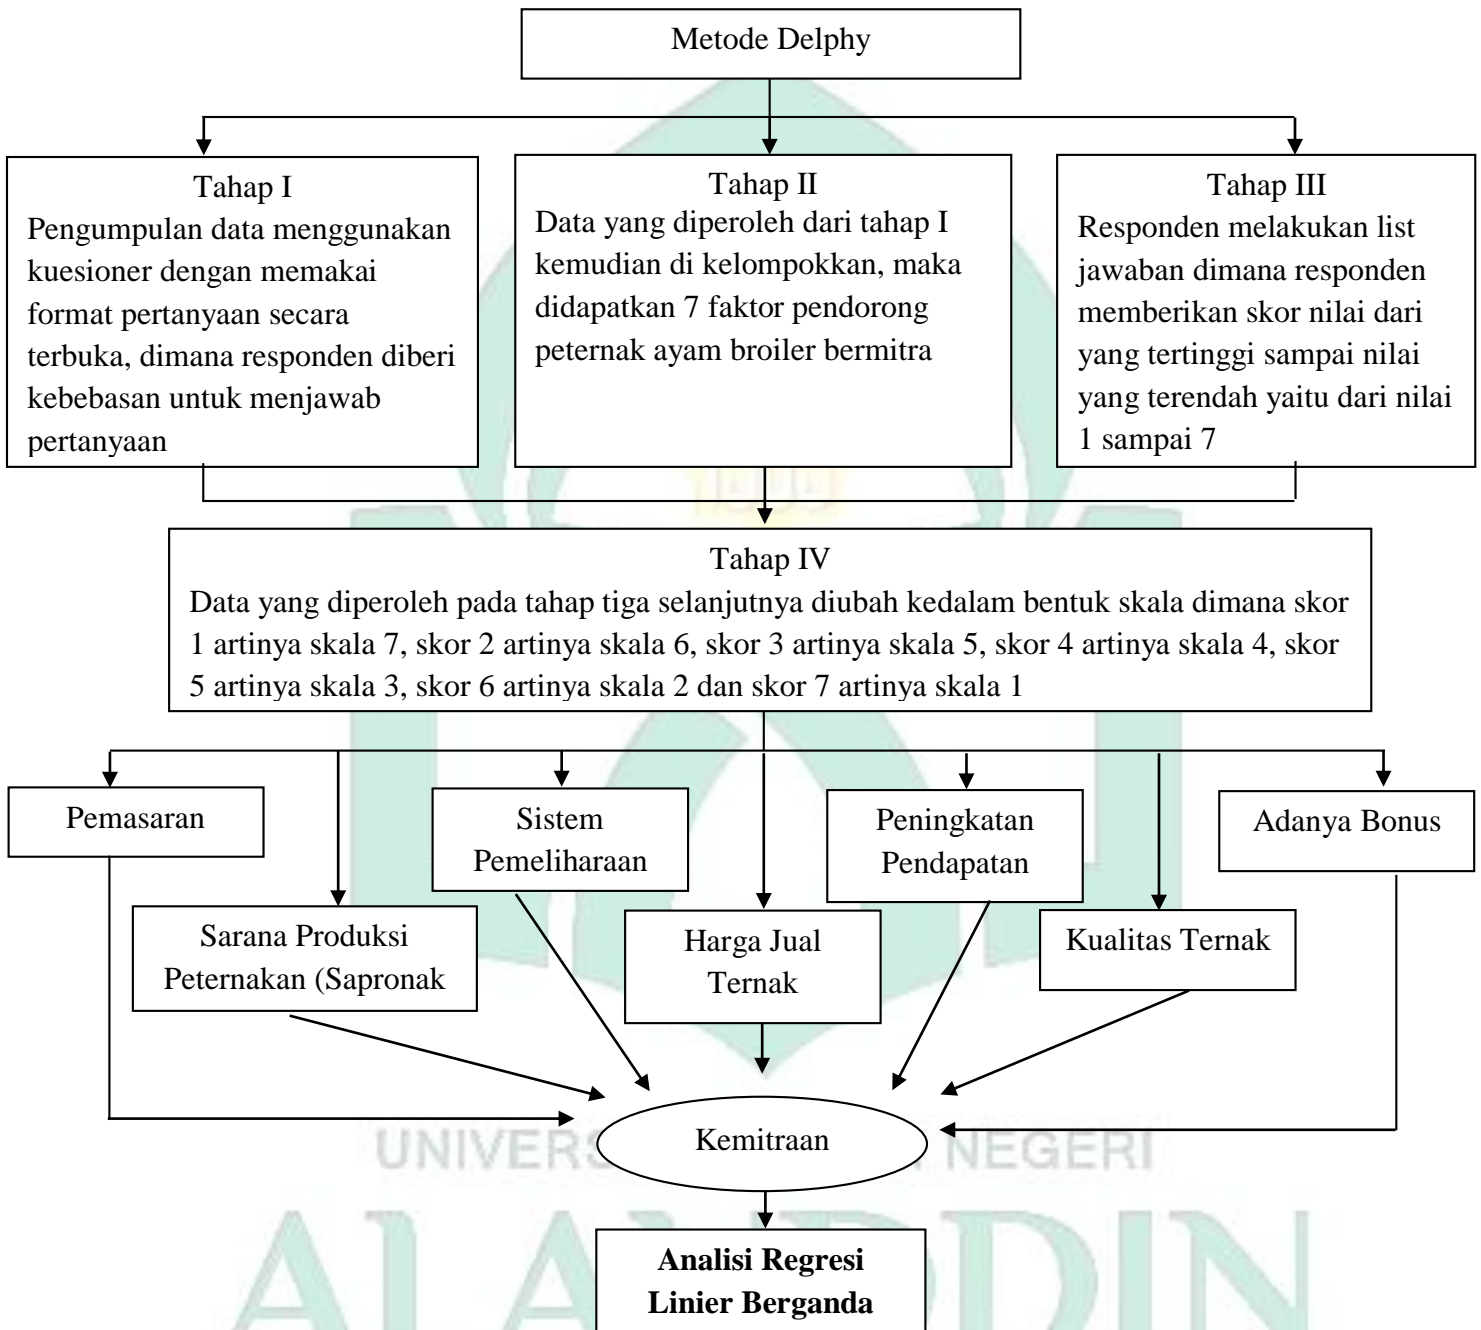 Metode Delphy
Tahap I
Pengumpulan data menggunakan
kuesioner dengan memakai
format pertanyaan secara
terbuka, dimana responden diberi
kebebasan untuk menjawab
pertanyaan
Tahap II
Data yang diperoleh dari tahap I
kemudian di kelompokkan, maka
didapatkan 7 faktor pendorong
peternak ayam broiler bermitra
Tahap III
Responden melakukan list
jawaban dimana responden
memberikan skor nilai dari
yang tertinggi sampai nilai
yang terendah yaitu dari nilai
1 sampai 7
Tahap IV
Data yang diperoleh pada tahap tiga selanjutnya diubah kedalam bentuk skala dimana skor
1 artinya skala 7, skor 2 artinya skala 6, skor 3 artinya skala 5, skor 4 artinya skala 4, skor
5 artinya skala 3, skor 6 artinya skala 2 dan skor 7 artinya skala 1
Pemasaran
Sistem
Pemeliharaan
Peningkatan
Pendapatan
Adanya Bonus
Sarana Produksi
Peternakan (Sapronak
Harga Jual
Ternak
Kualitas Ternak
Kemitraan
NEGERI
Analisi Regresi
Linier Berganda